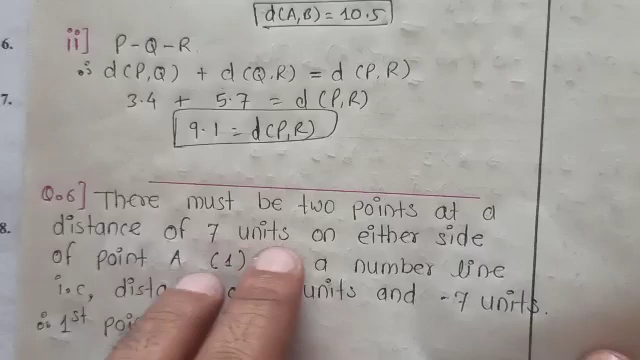 d(A,B) = 10.5
6.
ii] P-Q-R
∴ d(P,Q) + d(Q.R) = d(P.R)
7.
3.4 + 5.7 = d(P,R)
9.1 = d(P,R)
Q.6] There must be two points at a
8.
distance of 7 units on either side
of point A (1) a number line
i.e, units and -7 units.
∴ 1st